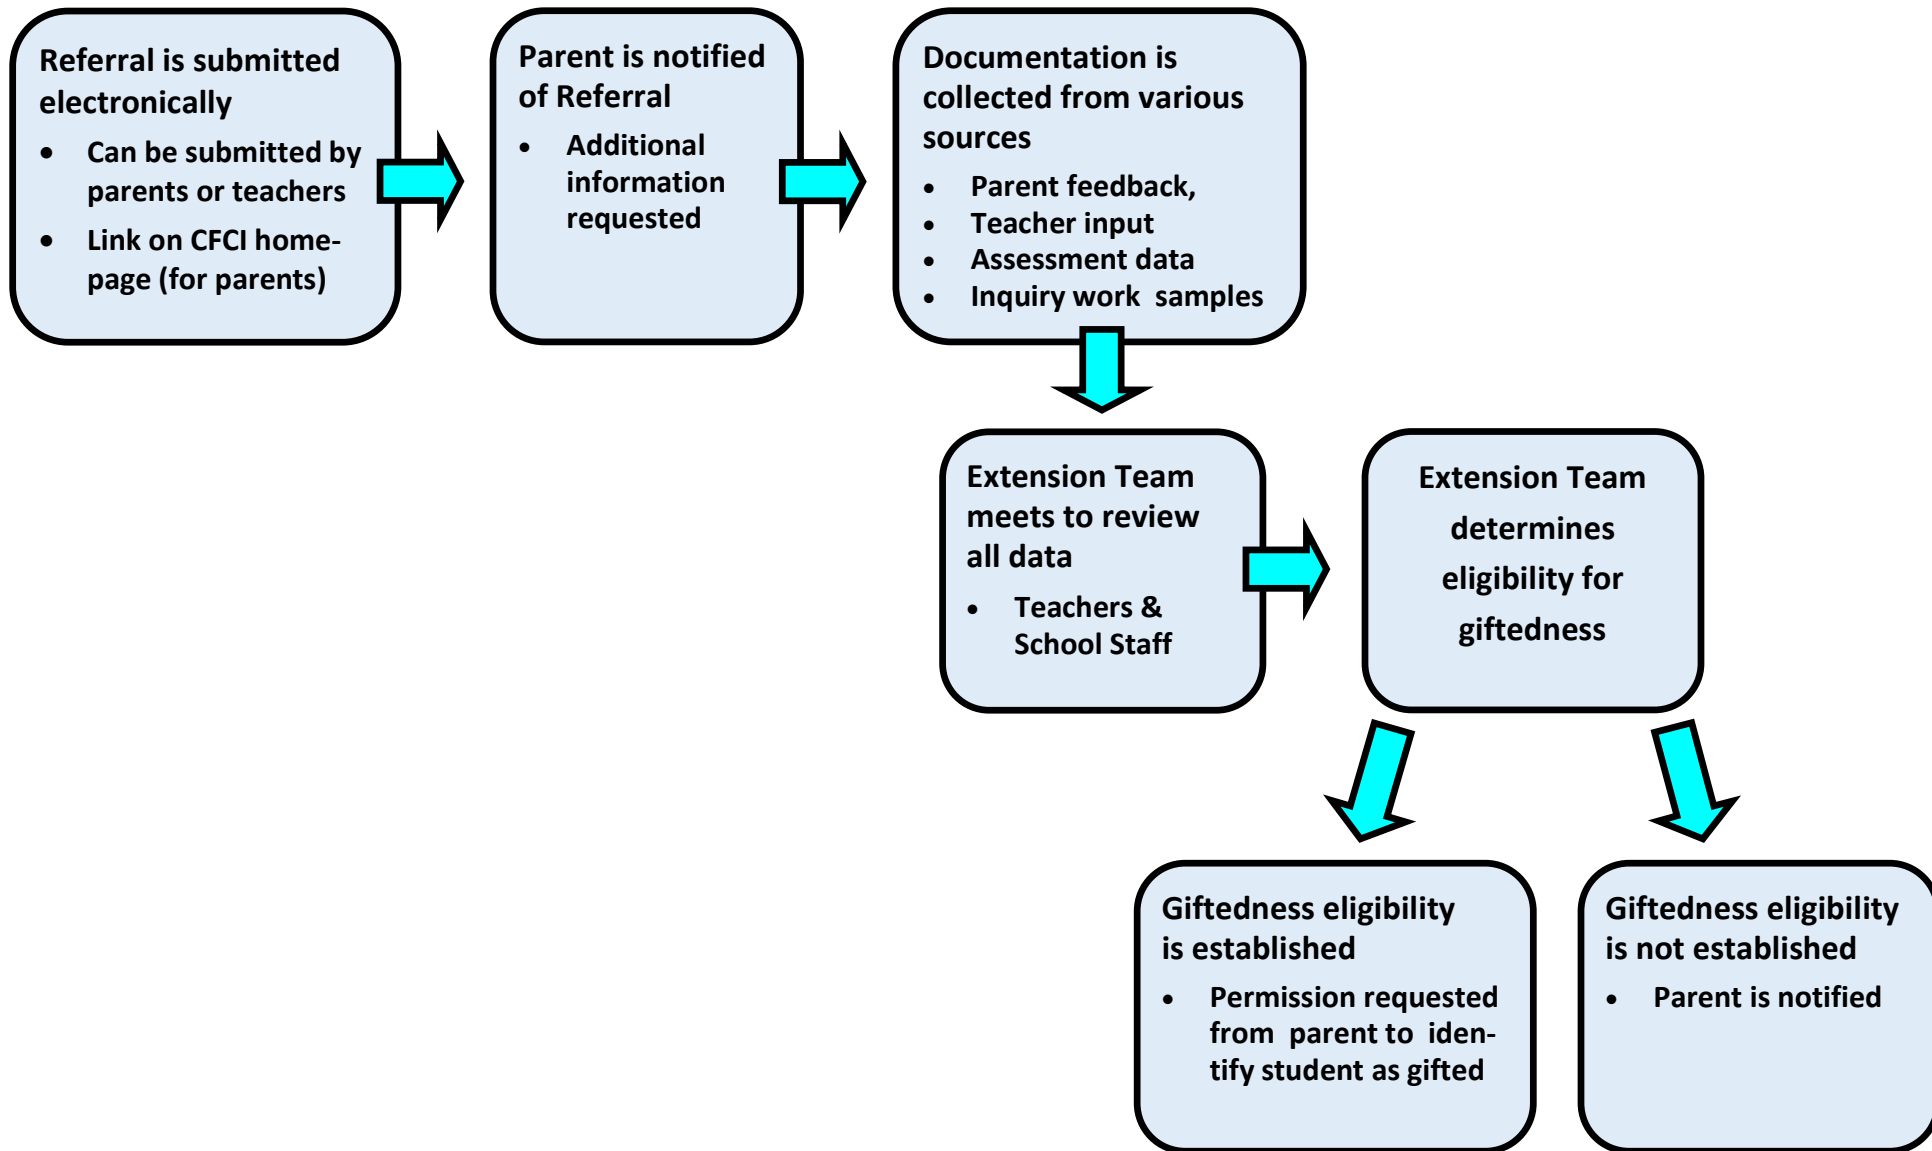 Referral is submitted
electronically
• Can be submitted by
parents or teachers
• Link on CFCI home-
page (for parents)
Parent is notified
of Referral
• Additional
information
requested
Documentation is
collected from various
sources
• Parent feedback,
• Teacher input
• Assessment data
• Inquiry work samples
Extension Team
meets to review
all data
• Teachers &
School Staff
Extension Team
determines
eligibility for
giftedness
Giftedness eligibility
is established
• Permission requested
from parent to iden-
tify student as gifted
Giftedness eligibility
is not established
• Parent is notified